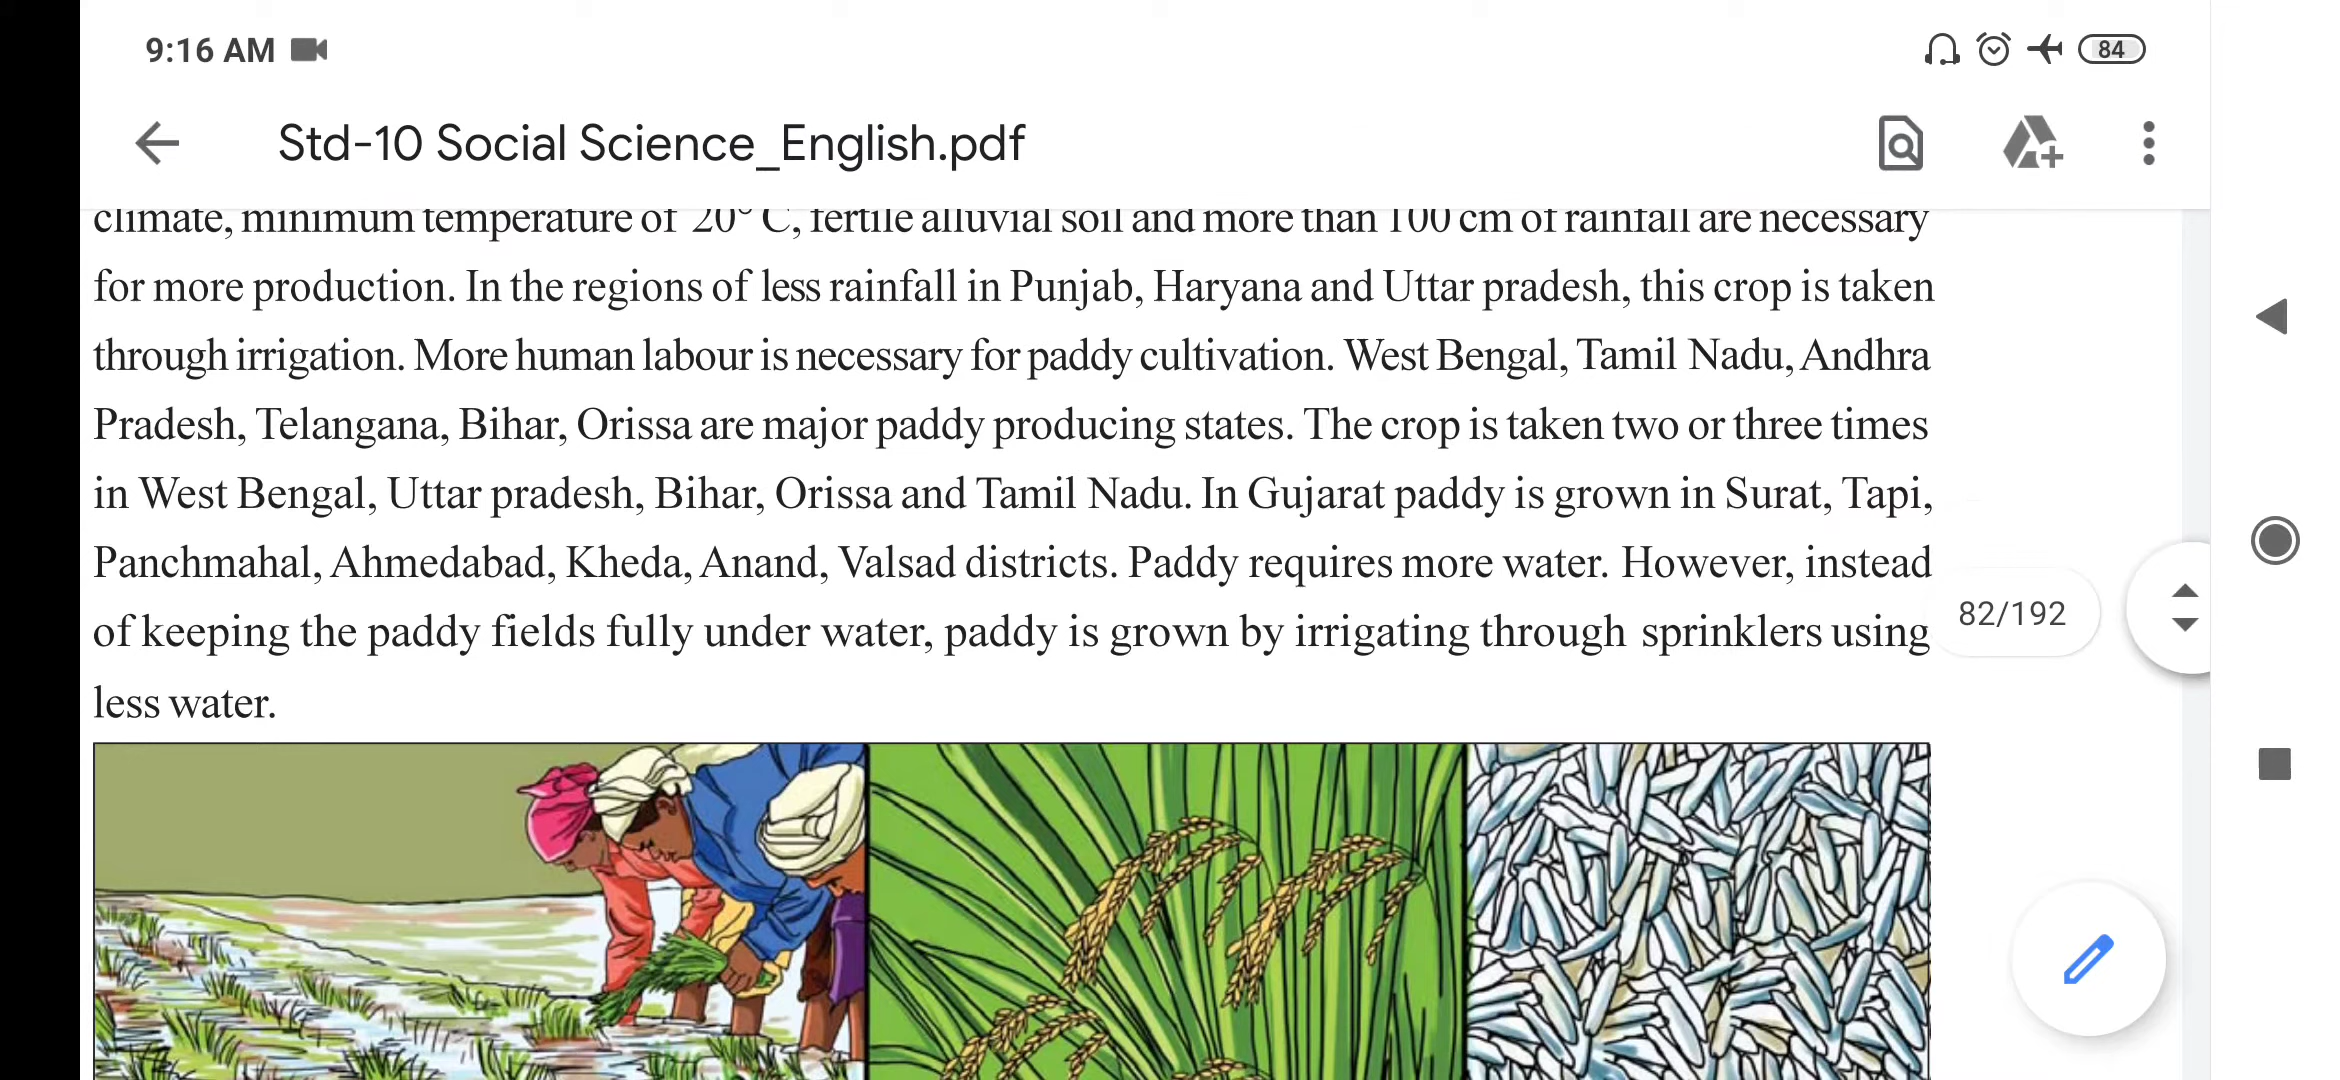 9:16 AM
84
Std-10 Social Science_English.pdf
climate, minimum temperature of 20° C, fertile alluvial soil and more than 100 cm of rainfall are necessary
for more production. In the regions of less rainfall in Punjab, Haryana and Uttar pradesh, this crop is taken
through irrigation. More human labour is necessary for paddy cultivation. West Bengal, Tamil Nadu, Andhra
Pradesh, Telangana, Bihar, Orissa are major paddy producing states. The crop is taken two or three times
in West Bengal, Uttar pradesh, Bihar, Orissa and Tamil Nadu. In Gujarat paddy is grown in Surat, Tapi,
Panchmahal, Ahmedabad, Kheda, Anand, Valsad districts. Paddy requires more water. However, instead
of keeping the paddy fields fully under water, paddy is grown by irrigating through sprinklers using
82/192
less water.